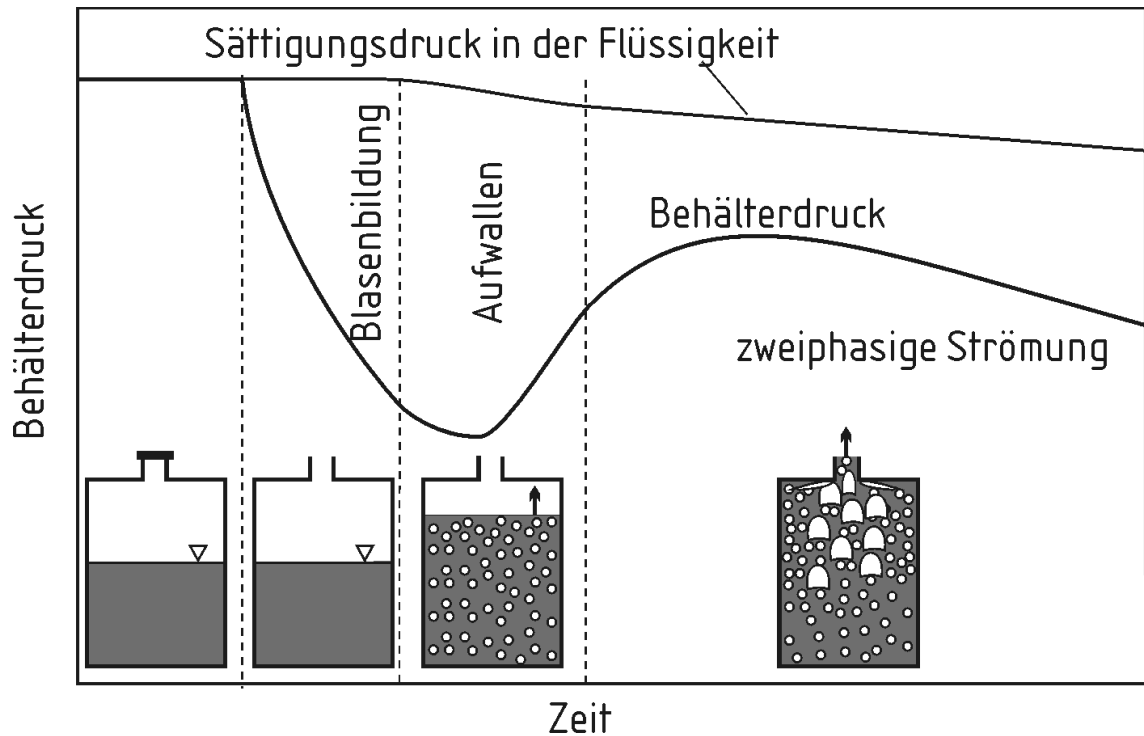 Sättigungsdruck in der Flüssigkeit
Behälterdruck
Blasenbildung
Aufwallen
Behälterdruck
zweiphasige Strömung
Zeit